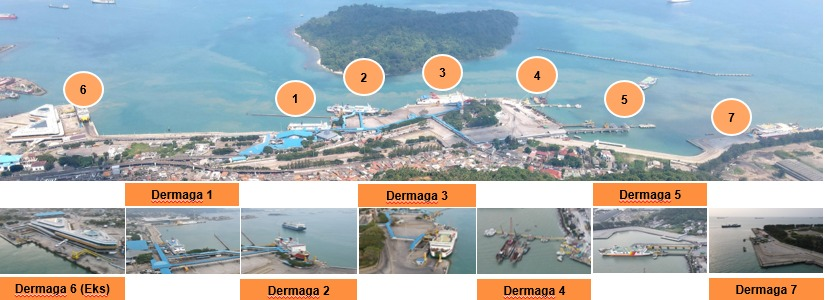 6
1
2
3
4
5
7
Dermaga 1
Dermaga 3
Dermaga 5
Dermaga 6 (Eks)
Dermaga 2
Dermaga 4
Dermaga 7